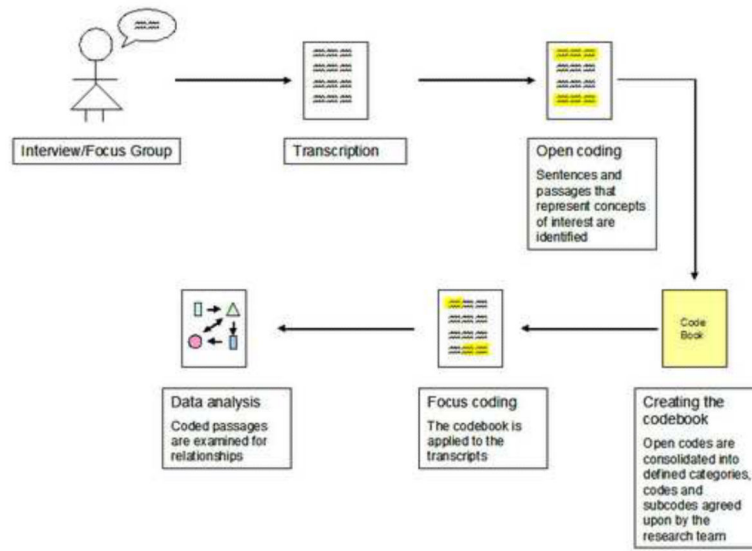 Interview/Focus Group
Transcription
Open coding
Sentences and
passages that
represent concepts
of interest are
identified
Code
Book
Creating the
codebook
Open codes are
consolidated into
defined categories,
codes and
subcodes agreed
upon by the
research team
Focus coding
The codebook is
applied to the
transcripts
Data analysis
Coded passages
are examined for
relationships